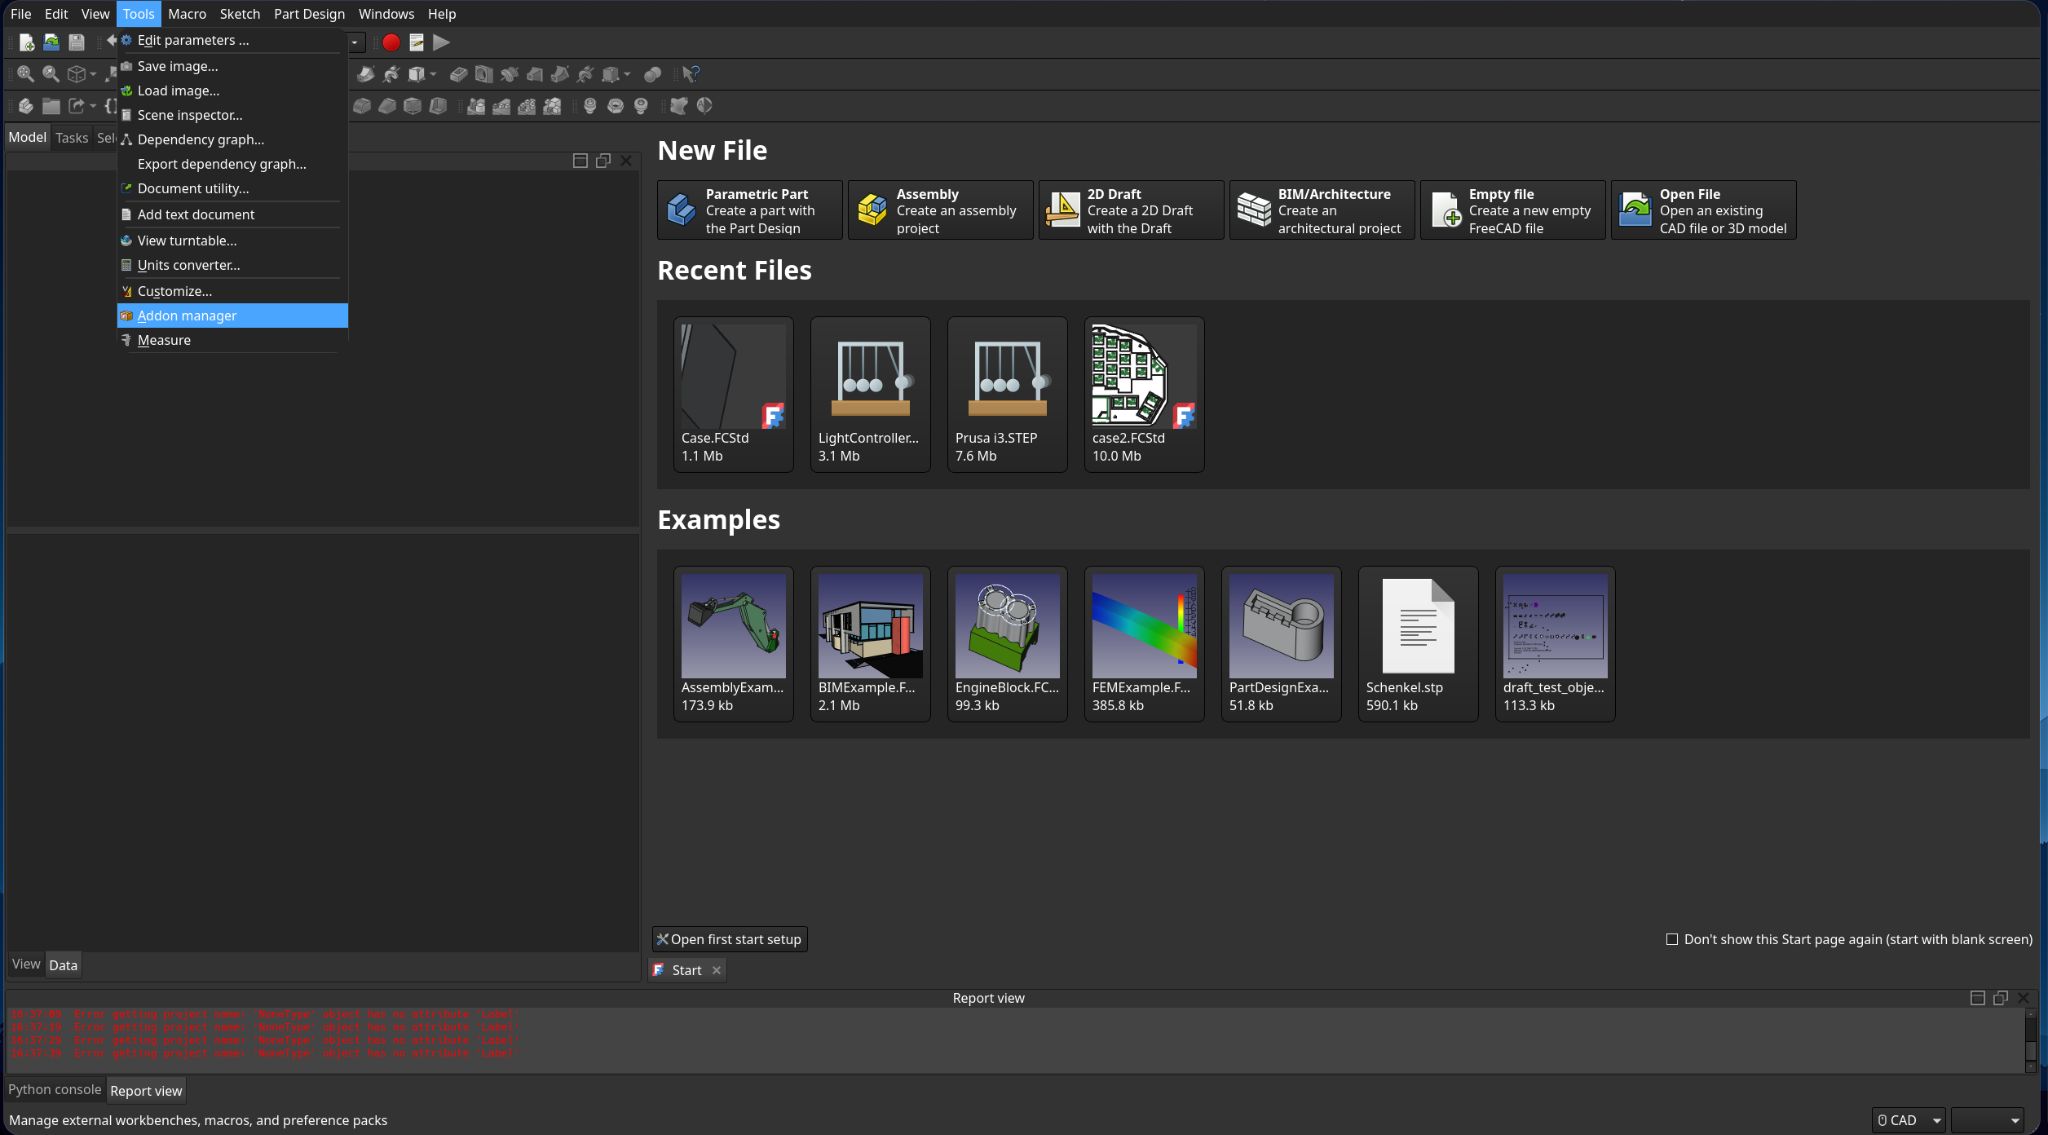 File Edit View Tools Macro Sketch Part Design Windows Help
Edit parameters ...
Save image...
Load image...
Scene inspector...
Dependency graph...
Export dependency graph...
Document utility...
Add text document
View turntable...
Units converter...
Customize...
Addon manager
Measure
Model Tasks Sel
New File
Parametric Part
Create a part with
the Part Design
Assembly
Create an assembly
project
2D Draft
Create a 2D Draft
with the Draft
BIM/Architecture
Create an
architectural project
Empty file
Create a new empty
FreeCAD file
Open File
Open an existing
CAD file or 3D model
Recent Files
Case.FCStd
1.1 Mb
LightController...
3.1 Mb
Prusa i3.STEP
7.6 Mb
case2.FCStd
10.0 Mb
Examples
AssemblyExam...
173.9 kb
BIMExample.F...
2.1 Mb
EngineBlock.FC...
99.3 kb
FEMExample.F...
385.8 kb
PartDesignExa...
51.8 kb
Schenkel.stp
590.1 kb
draft_test_obje...
113.3 kb
Open first start setup
Don't show this Start page again (start with blank screen)
View Data
Start
Report view
16:37:09 Error getting project name: 'NoneType' object has no attribute 'Label'
16:37:19 Error getting project name: 'NoneType' object has no attribute 'Label'
16:37:29 Error getting project name: 'NoneType' object has no attribute 'Label'
16:37:39 Error getting project name: 'NoneType' object has no attribute 'Label'
Python console Report view
Manage external workbenches, macros, and preference packs
CAD